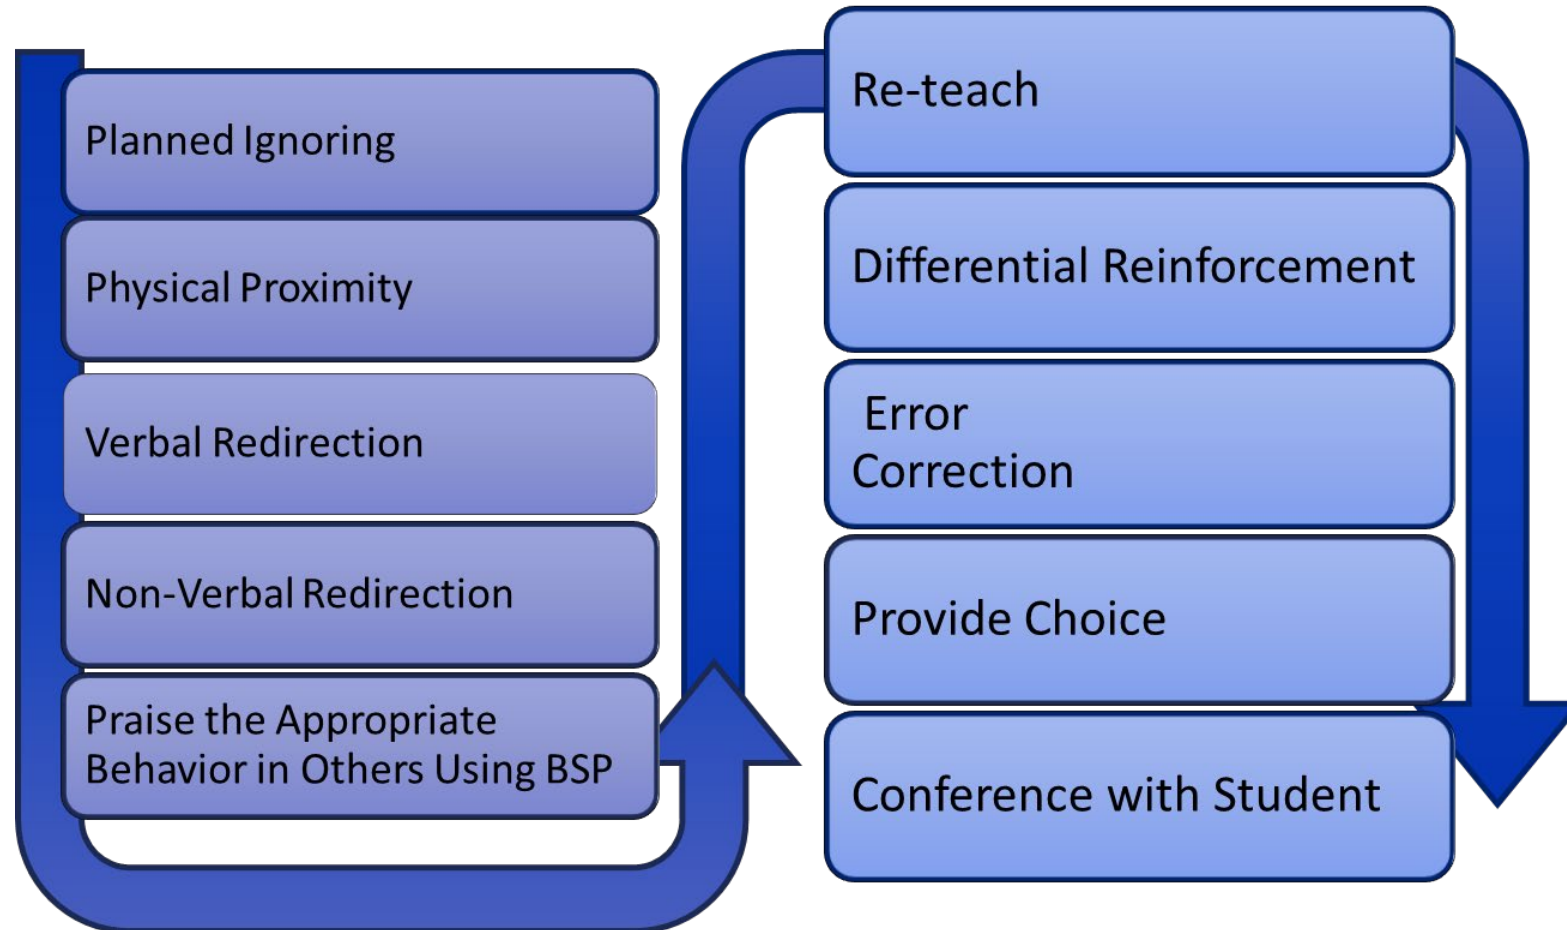 Planned Ignoring
Physical Proximity
Verbal Redirection
Non-Verbal Redirection
Praise the Appropriate
Behavior in Others Using BSP
Re-teach
Differential Reinforcement
Error
Correction
Provide Choice
Conference with Student